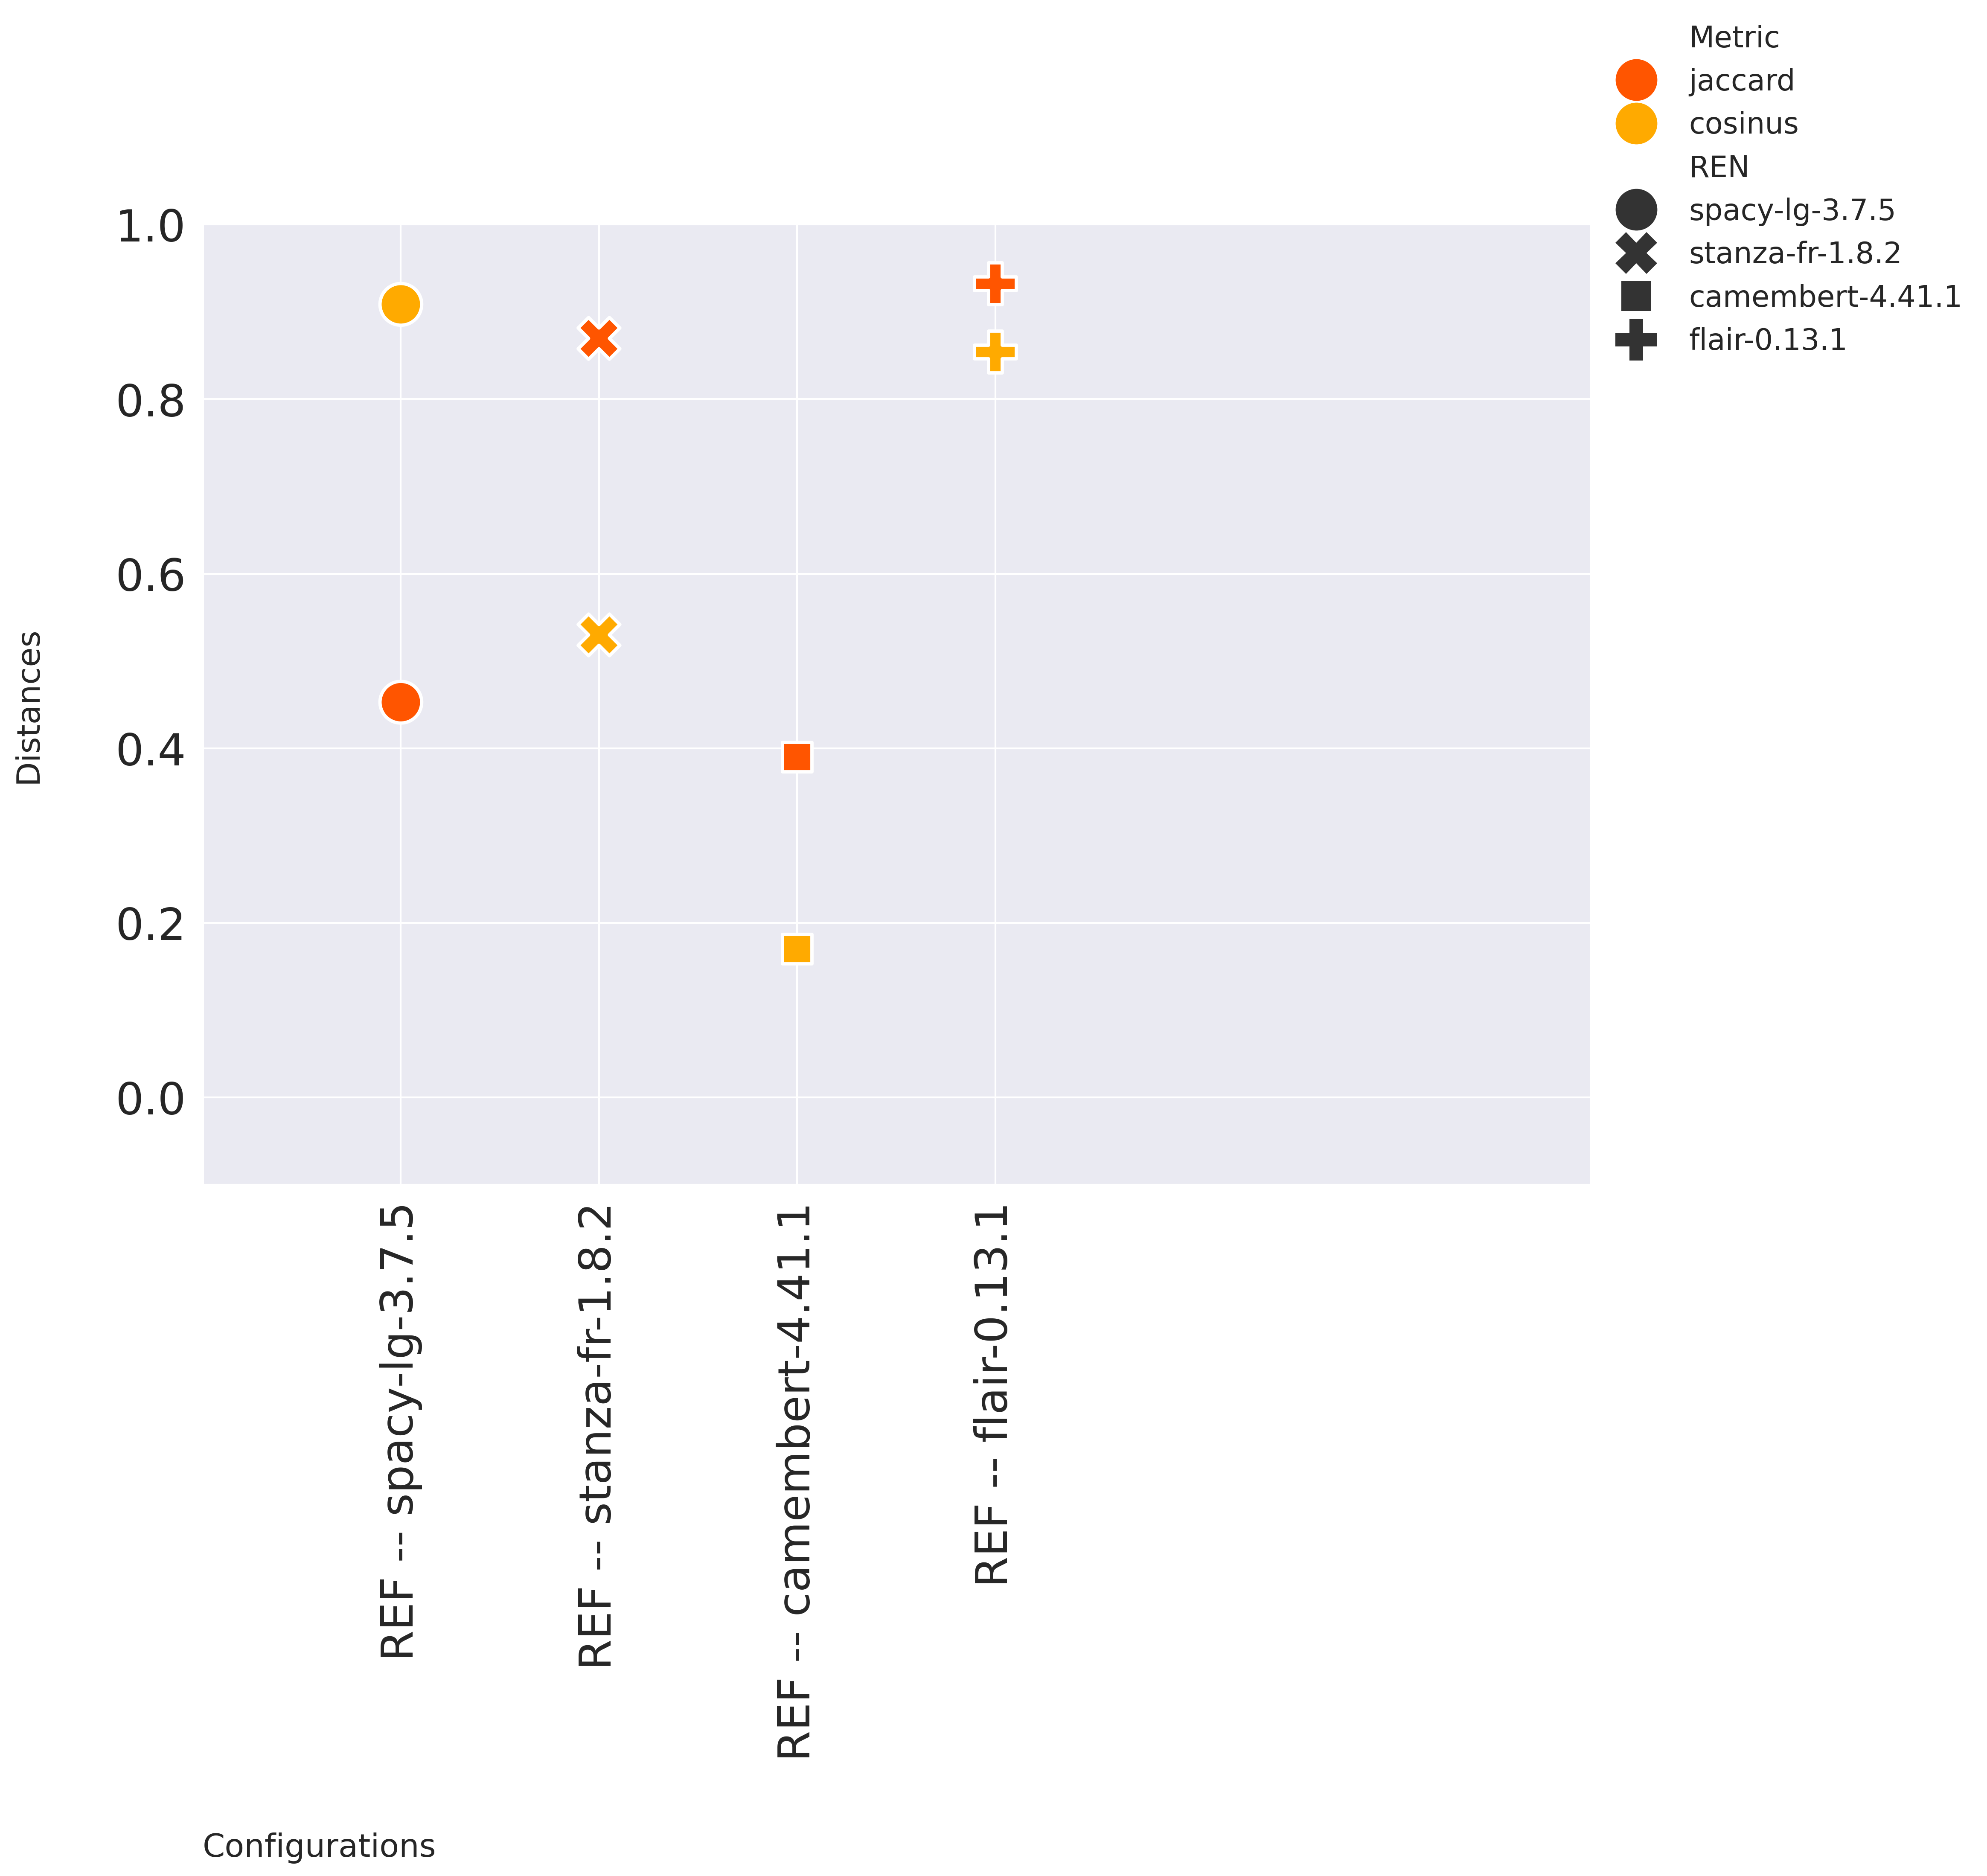 Metric
jaccard
cosinus
REN
spacy-lg-3.7.5
stanza-fr-1.8.2
camembert-4.41.1
flair-0.13.1
1.0
0.8
0.6
0.4
0.2
0.0
Distances
REF -- spacy-lg-3.7.5
REF -- stanza-fr-1.8.2
REF -- camembert-4.41.1
REF -- flair-0.13.1
Configurations